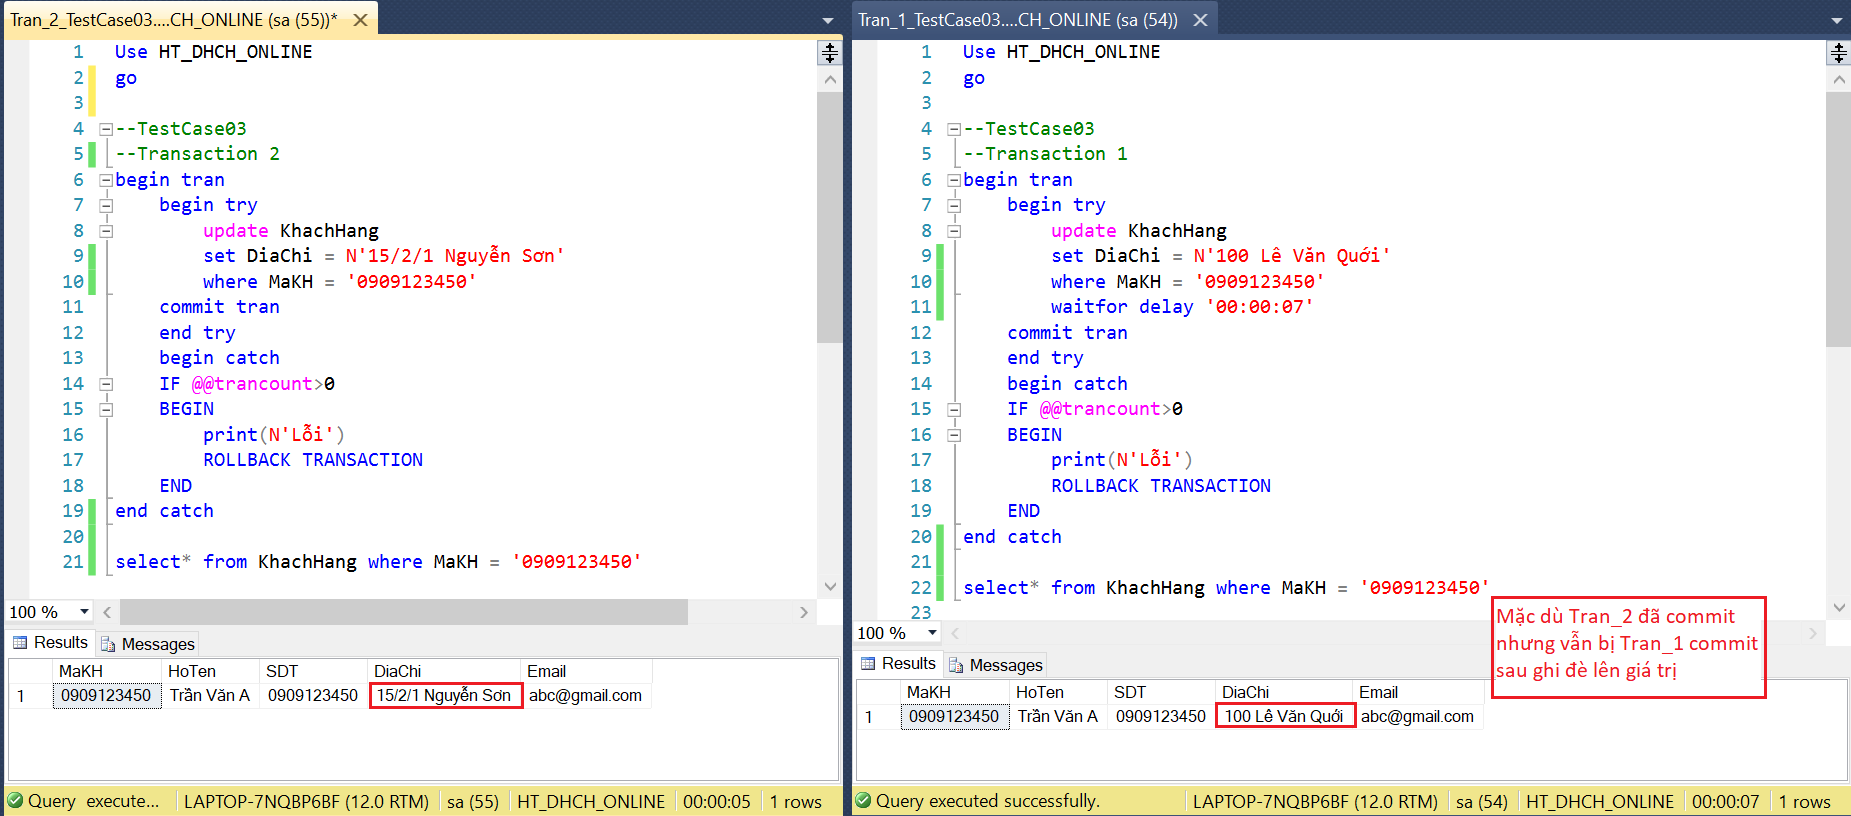 Tran_2_TestCase03....CH_ONLINE (sa (55))*
1 Use HT_DHCH_ONLINE
2 go
3
4 --TestCase03
5 --Transaction 2
6 begin tran
7 begin try
8 update KhachHang
9 set DiaChi = N'15/2/1 Nguyễn Sơn'
10 where MaKH = '0909123450'
11 commit tran
12 end try
13 begin catch
14 IF @@trancount>0
15 BEGIN
16 print(N'Lỗi')
17 ROLLBACK TRANSACTION
18 END
19 end catch
20
21 select* from KhachHang where MaKH = '0909123450'
100 %
Results Messages
MaKH HoTen SDT DiaChi Email
1 0909123450 Trần Văn A 0909123450 15/2/1 Nguyễn Sơn abc@gmail.com
Query execute... LAPTOP-7NQBP6BF (12.0 RTM) sa (55) HT_DHCH_ONLINE 00:00:05 1 rows
Tran_1_TestCase03....CH_ONLINE (sa (54))
1 Use HT_DHCH_ONLINE
2 go
3
4 --TestCase03
5 --Transaction 1
6 begin tran
7 begin try
8 update KhachHang
9 set DiaChi = N'100 Lê Văn Quới'
10 where MaKH = '0909123450'
11 waitfor delay '00:00:07'
12 commit tran
13 end try
14 begin catch
15 IF @@trancount>0
16 BEGIN
17 print(N'Lỗi')
18 ROLLBACK TRANSACTION
19 END
20 end catch
21
22 select* from KhachHang where MaKH = '0909123450'
23
Mặc dù Tran_2 đã commit
nhưng vẫn bị Tran_1 commit
sau ghi đè lên giá trị
100 %
Results Messages
MaKH HoTen SDT DiaChi Email
1 0909123450 Trần Văn A 0909123450 100 Lê Văn Quới abc@gmail.com
Query executed successfully. LAPTOP-7NQBP6BF (12.0 RTM) sa (54) HT_DHCH_ONLINE 00:00:07 1 rows